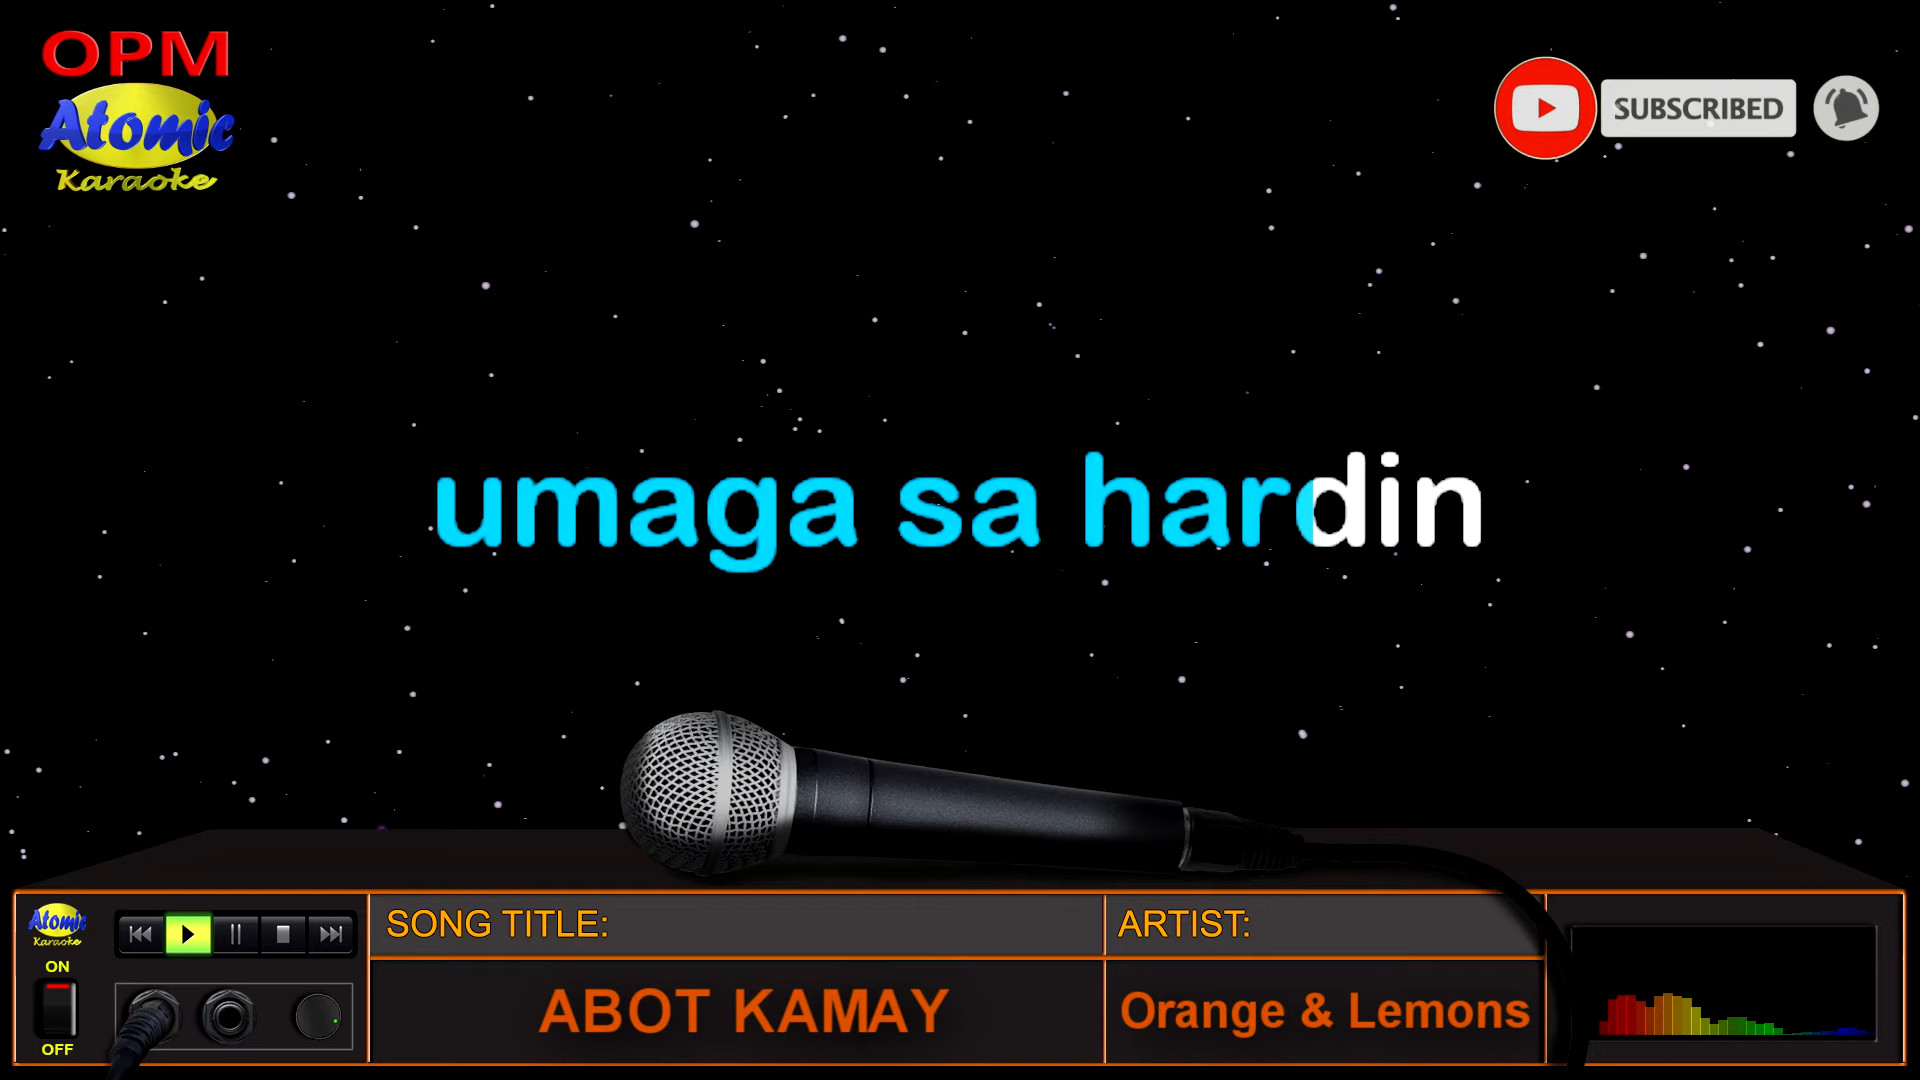 OPM
Atomic
Karaoke
SUBSCRIBED
umaga sa hardin
Atomic
Karaoke
ON
OFF
SONG TITLE:
ABOT KAMAY
ARTIST:
Orange & Lemons